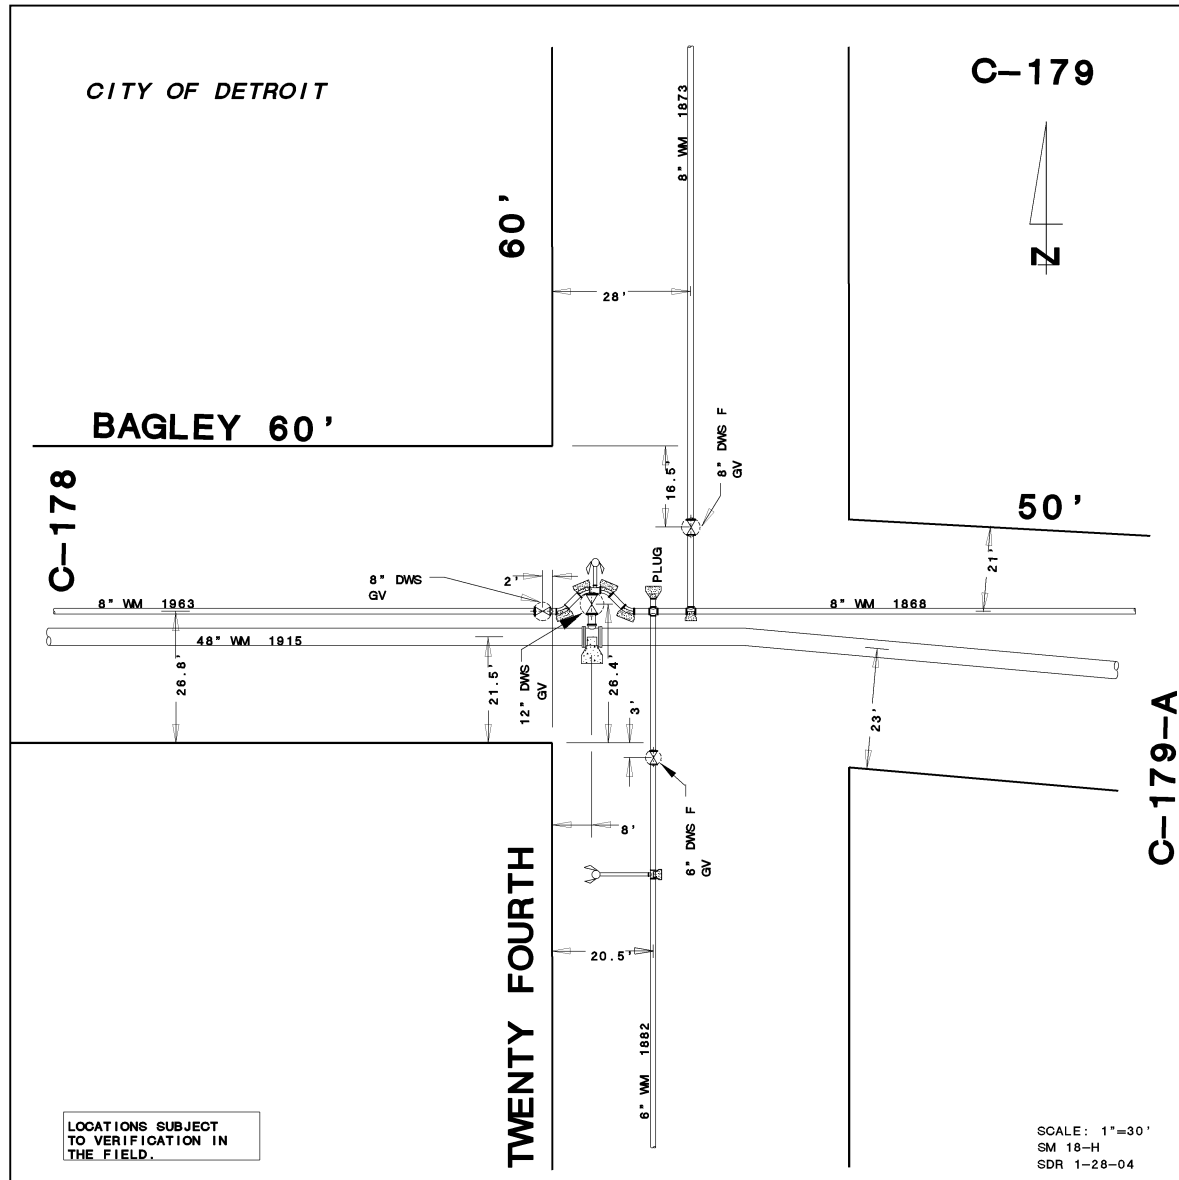 CITY OF DETROIT
C-179
8" WM 1873
60'
N
28'
BAGLEY 60'
8" DWS F
GV
16.5'
C-178
50'
21'
PLUG
8" DWS
GV
2'
8" WM 1963
8" WM 1868
48" WM 1915
26.8'
21.5'
12" DWS
GV
26.4'
3'
23'
C-179-A
8'
6" DWS F
GV
TWENTY FOURTH
20.5'
6" WM 1882
LOCATIONS SUBJECT
TO VERIFICATION IN
THE FIELD.
SCALE: 1"=30'
SM 18-H
SDR 1-28-04